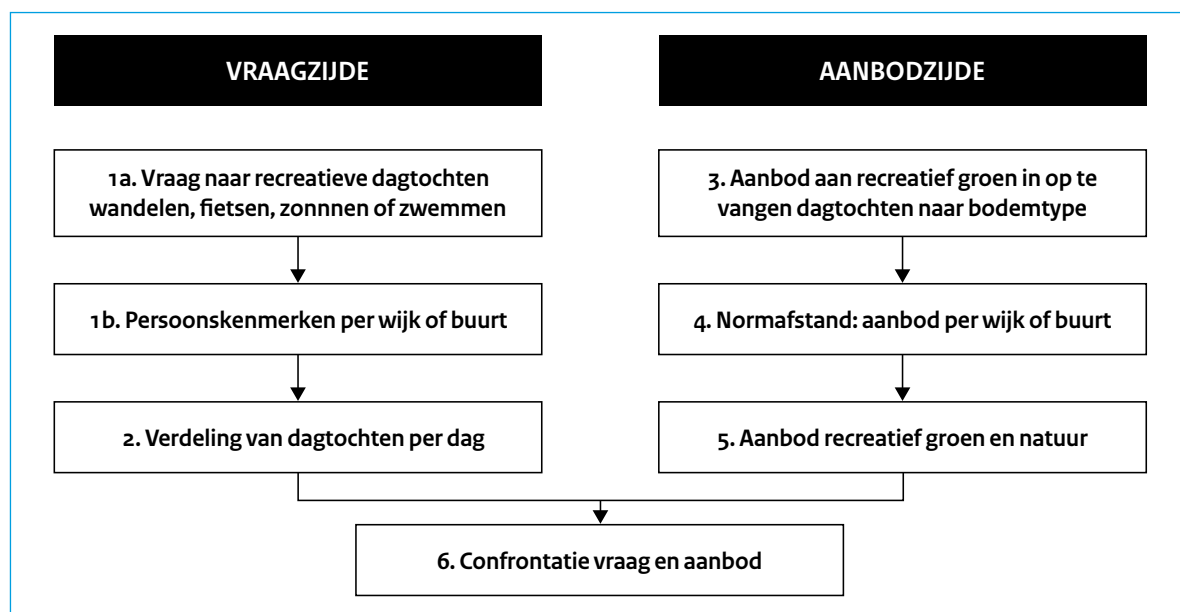 VRAAGZIJDE
1a. Vraag naar recreatieve dagtochten
wandelen, fietsen, zonnnen of zwemmen
1b. Persoonskenmerken per wijk of buurt
2. Verdeling van dagtochten per dag
AANBODZIJDE
3. Aanbod aan recreatief groen in op te
vangen dagtochten naar bodemtype
4. Normafstand: aanbod per wijk of buurt
5. Aanbod recreatief groen en natuur
6. Confrontatie vraag en aanbod